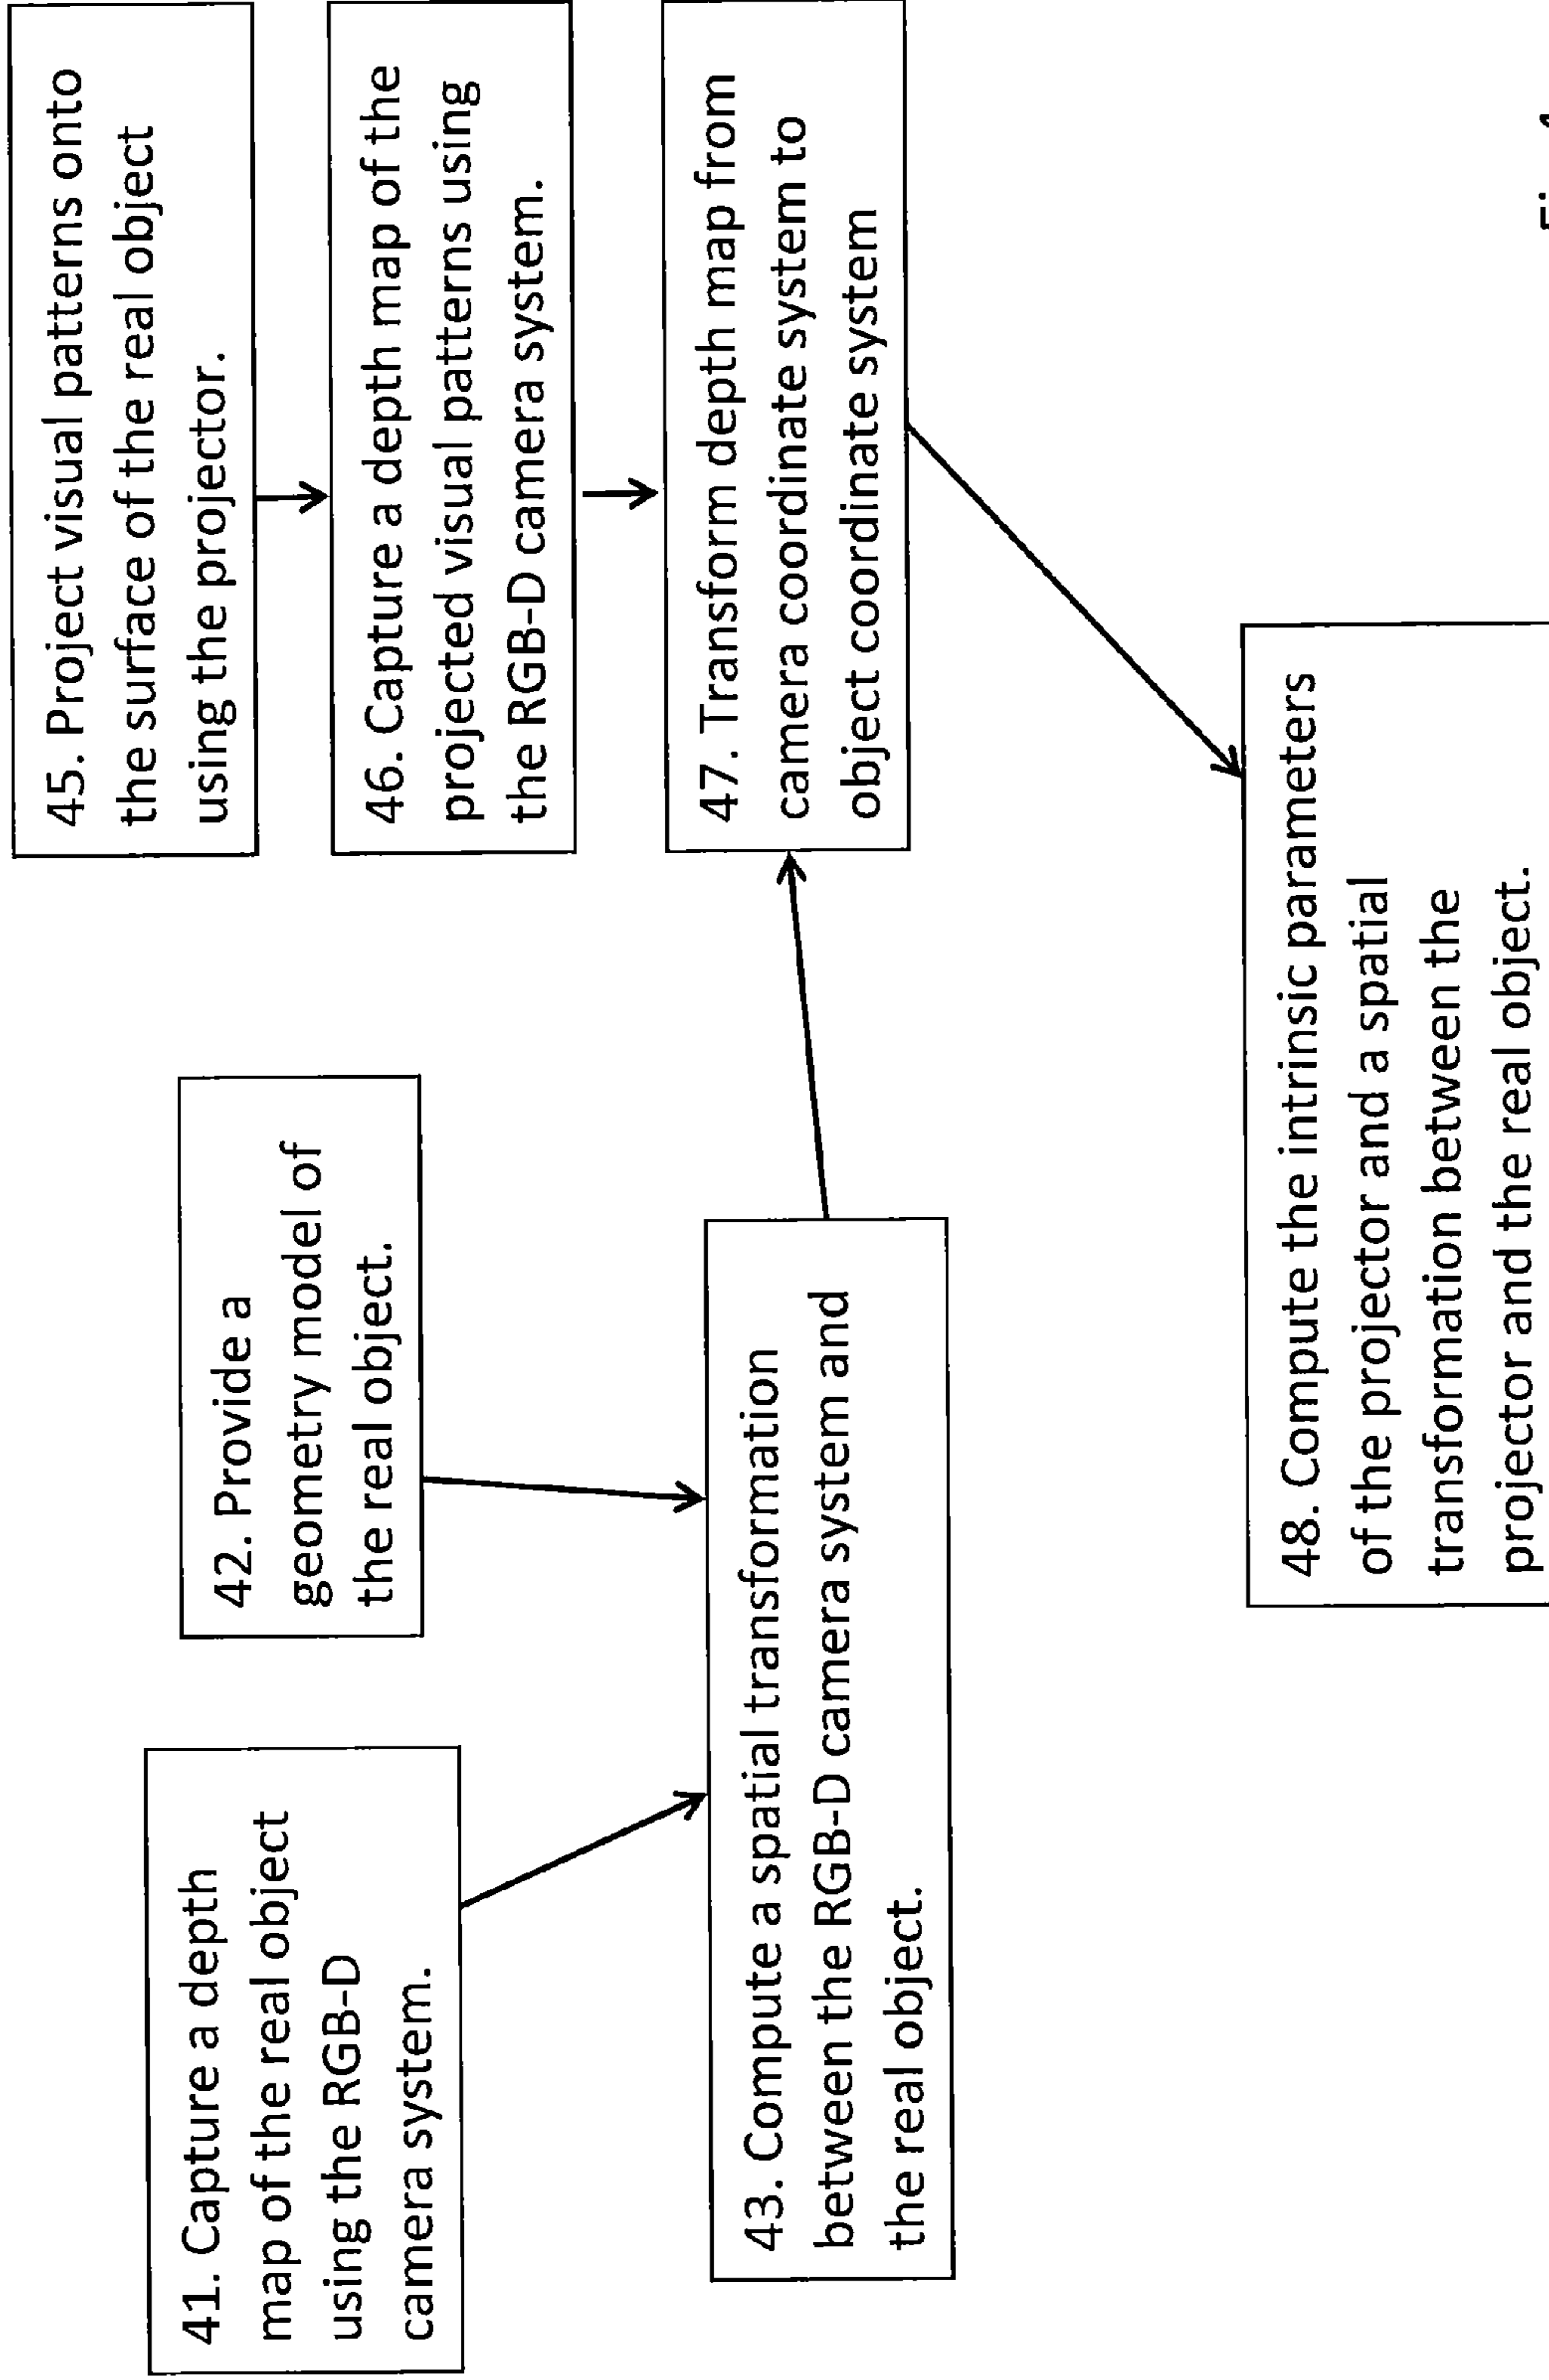 41. Capture a depth
map of the real object
using the RGB-D
camera system.
42. Provide a
geometry model of
the real object.
43. Compute a spatial transformation
between the RGB-D camera system and
the real object.
45. Project visual patterns onto
the surface of the real object
using the projector.
46. Capture a depth map of the
projected visual patterns using
the RGB-D camera system.
47. Transform depth map from
camera coordinate system to
object coordinate system
48. Compute the intrinsic parameters
of the projector and a spatial
transformation between the
projector and the real object.